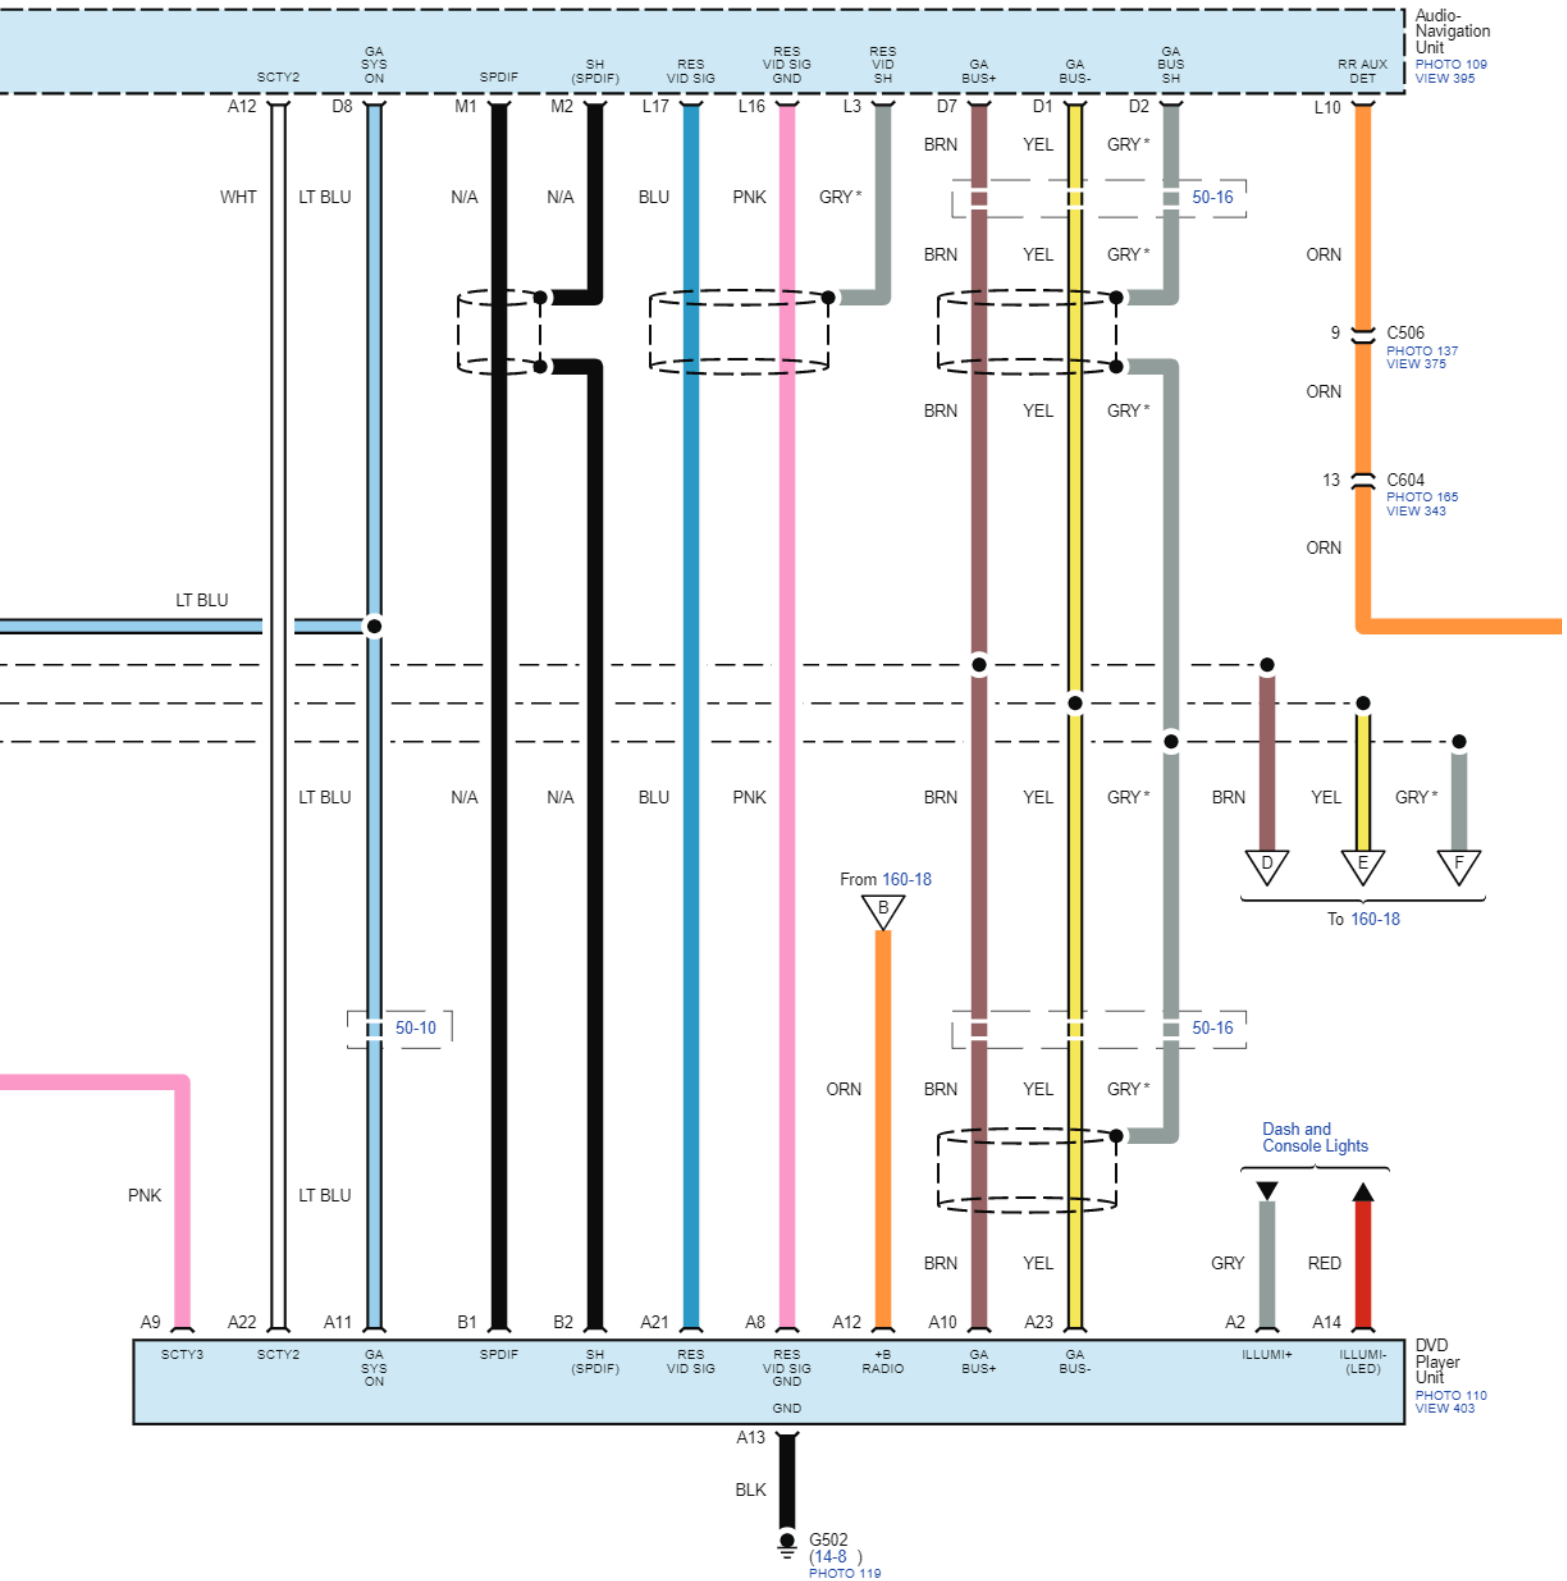 Audio-
Navigation
Unit
PHOTO 109
VIEW 395
SCTY2
GA
SYS
ON
SPDIF
SH
(SPDIF)
RES
VID SIG
RES
VID SIG
GND
RES
VID
SH
GA
BUS+
GA
BUS-
GA
BUS
SH
RR AUX
DET
A12 D8 M1 M2 L17 L16 L3 D7 D1 D2 L10
BRN YEL GRY*
WHT LT BLU N/A N/A BLU PNK GRY* 50-16
BRN YEL GRY* ORN
9 C506
PHOTO 137
VIEW 375
ORN
BRN YEL GRY*
13 C604
PHOTO 165
VIEW 343
ORN
LT BLU
LT BLU N/A N/A BLU PNK BRN YEL GRY* BRN YEL GRY*
D E F
From 160-18
B
To 160-18
50-10 50-16
ORN BRN YEL GRY*
Dash and
Console Lights
PNK LT BLU
BRN YEL GRY RED
A9 A22 A11 B1 B2 A21 A8 A12 A10 A23 A2 A14
SCTY3
SCTY2
GA
SYS
ON
SPDIF
SH
(SPDIF)
RES
VID SIG
RES
VID SIG
GND
+B
RADIO
GA
BUS+
GA
BUS-
ILLUMI+
ILLUMI-
(LED)
DVD
Player
Unit
PHOTO 110
VIEW 403
GND
A13
BLK
G502
(14-8 )
PHOTO 119